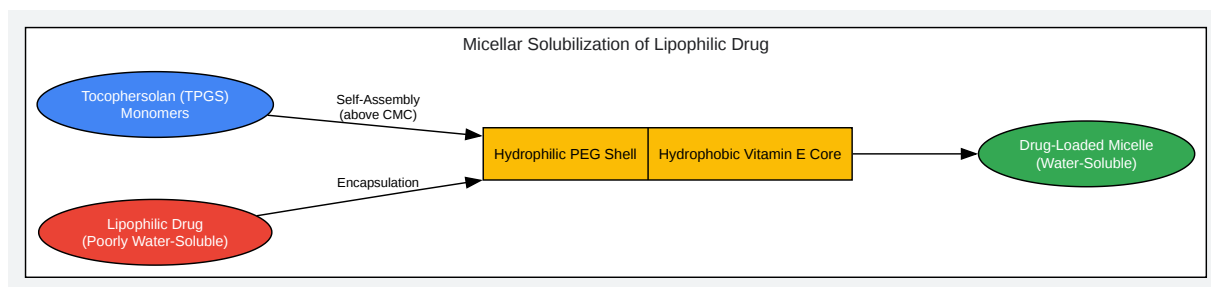 Micellar Solubilization of Lipophilic Drug
Tocophersolan (TPGS)
Monomers
Self-Assembly
(above CMC)
Hydrophilic PEG Shell
Hydrophobic Vitamin E Core
Drug-Loaded Micelle
(Water-Soluble)
Encapsulation
Lipophilic Drug
(Poorly Water-Soluble)